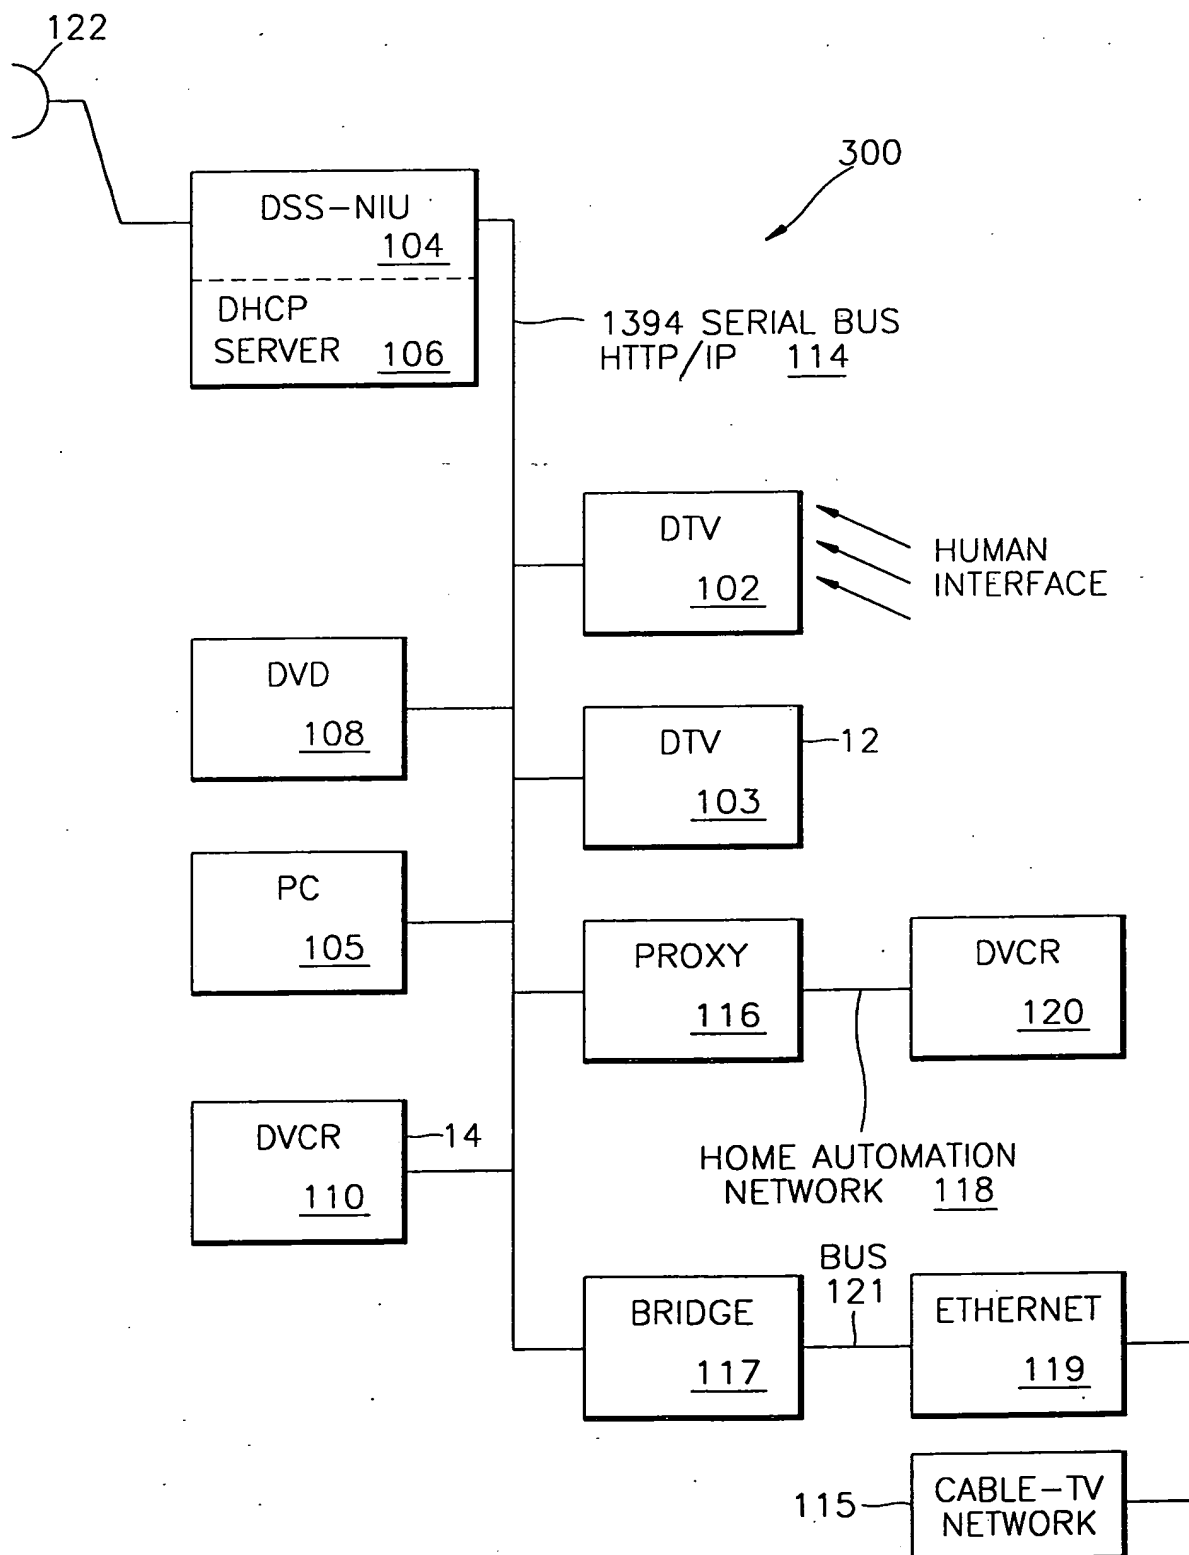 122
300
DSS-NIU
104
DHCP
SERVER 106
1394 SERIAL BUS
HTTP/IP 114
DTV
102
HUMAN
INTERFACE
DVD
108
DTV
103
12
PC
105
PROXY
116
DVCR
120
DVCR
110
14
HOME AUTOMATION
NETWORK 118
BUS
121
BRIDGE
117
ETHERNET
119
115
CABLE-TV
NETWORK